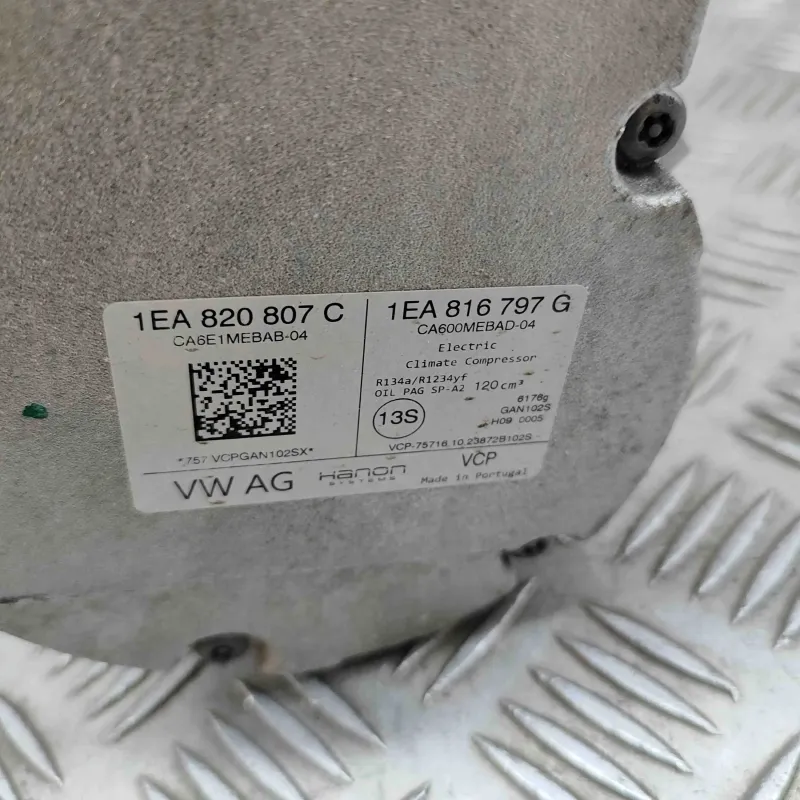 1EA 820 807 C
CA6E1MEBAB-04
*757 VCPGAN102SX*
1EA 816 797 G
CA600MEBAD-04
Electric
Climate Compressor
R134a/R1234yf
OIL PAG SP-A2 120cm³
13S
6176g
GAN102S
H09 0005
VCP-75716.10.23872B102S
VW AG
Hanon
SYSTEMS
VCP
Made in Portugal